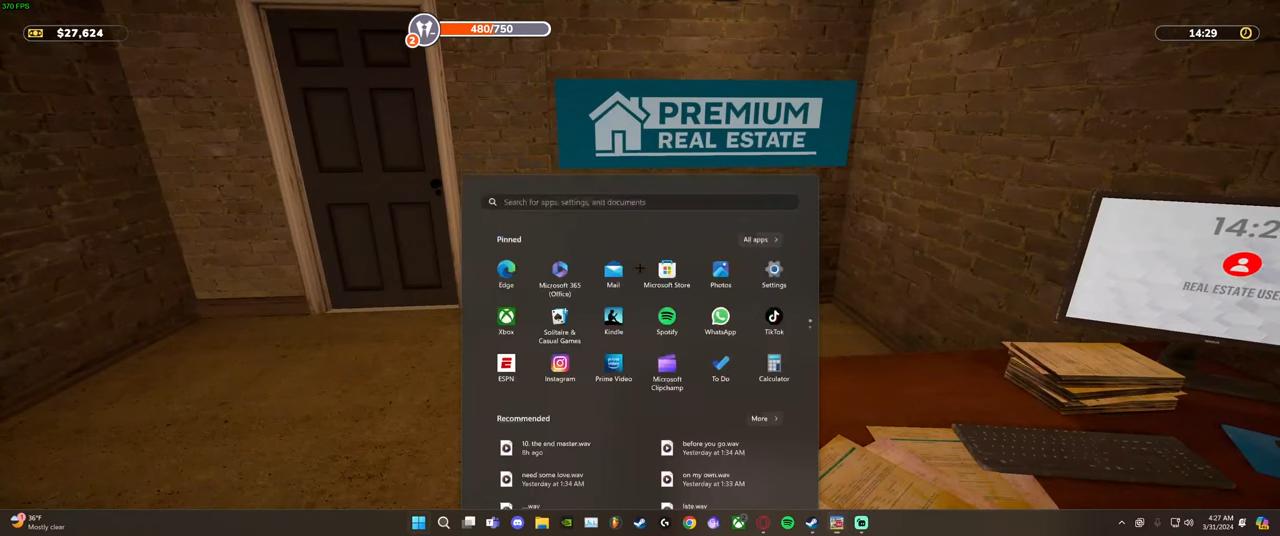 370 FPS
$27,624
2
480/750
14:29
PREMIUM
REAL ESTATE
14:2
REAL ESTATE USE
Search for apps, settings, and documents
Pinned
All apps >
Edge
Microsoft 365
(Office)
Mail
Microsoft Store
Photos
Settings
Xbox
Solitaire &
Casual Games
Kindle
Spotify
WhatsApp
TikTok
ESPN
Instagram
Prime Video
Microsoft
Clipchamp
To Do
Calculator
Recommended
More >
10. the end master.wav
8h ago
before you go.wav
Yesterday at 1:34 AM
need some love.wav
Yesterday at 1:34 AM
on my own.wav
Yesterday at 1:33 AM
late.wav
36°F
Mostly clear
4:27 AM
3/31/2024